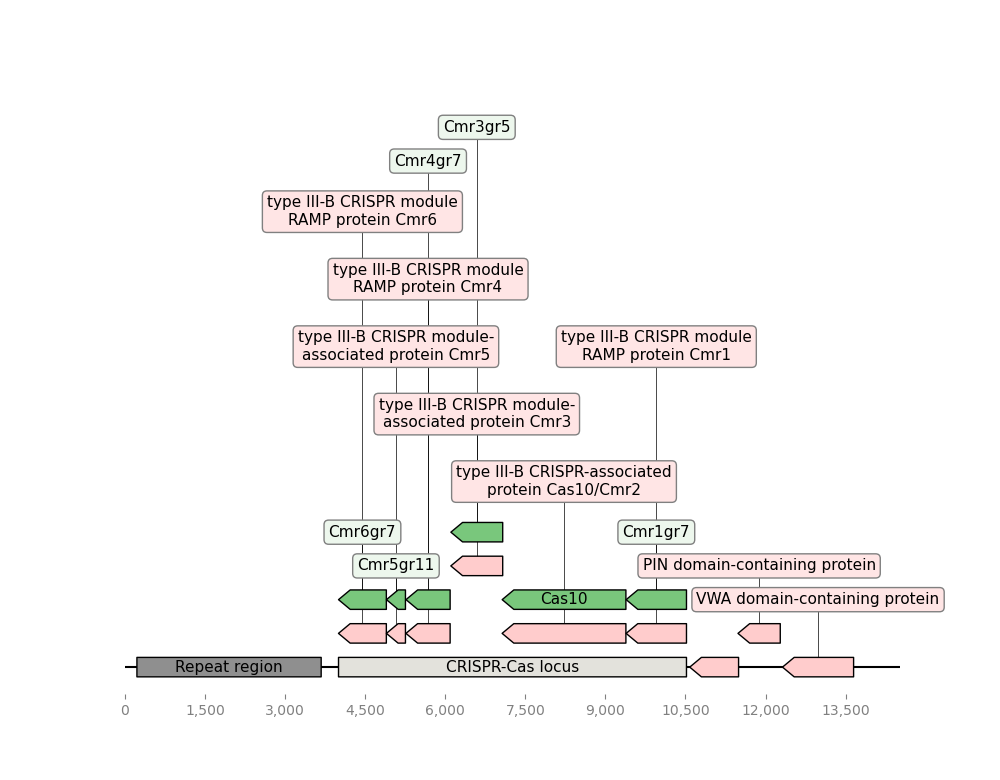 Cmr3gr5
Cmr4gr7
type III-B CRISPR module
RAMP protein Cmr6
type III-B CRISPR module
RAMP protein Cmr4
type III-B CRISPR module-
associated protein Cmr5
type III-B CRISPR module
RAMP protein Cmr1
type III-B CRISPR module-
associated protein Cmr3
type III-B CRISPR-associated
protein Cas10/Cmr2
Cmr6gr7
Cmr1gr7
Cmr5gr11
PIN domain-containing protein
Cas10
VWA domain-containing protein
Repeat region
CRISPR-Cas locus
0 1,500 3,000 4,500 6,000 7,500 9,000 10,500 12,000 13,500